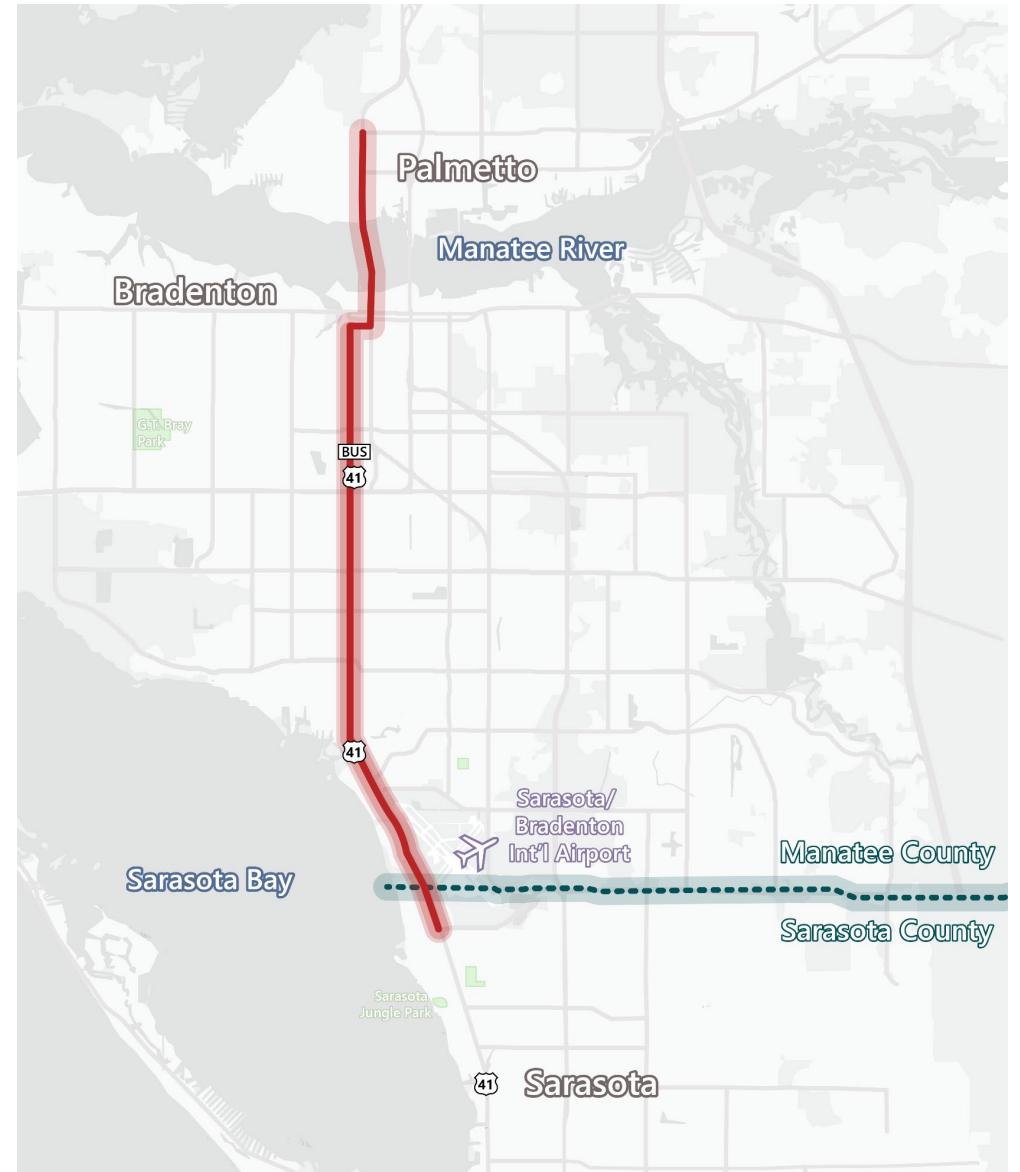 Palmetto
Manatee River
Bradenton
G.T. Bray
Park
BUS
41
41
Sarasota/
Bradenton
Int'l Airport
Manatee County
Sarasota Bay
Sarasota County
Sarasota
Jungle Park
41
Sarasota